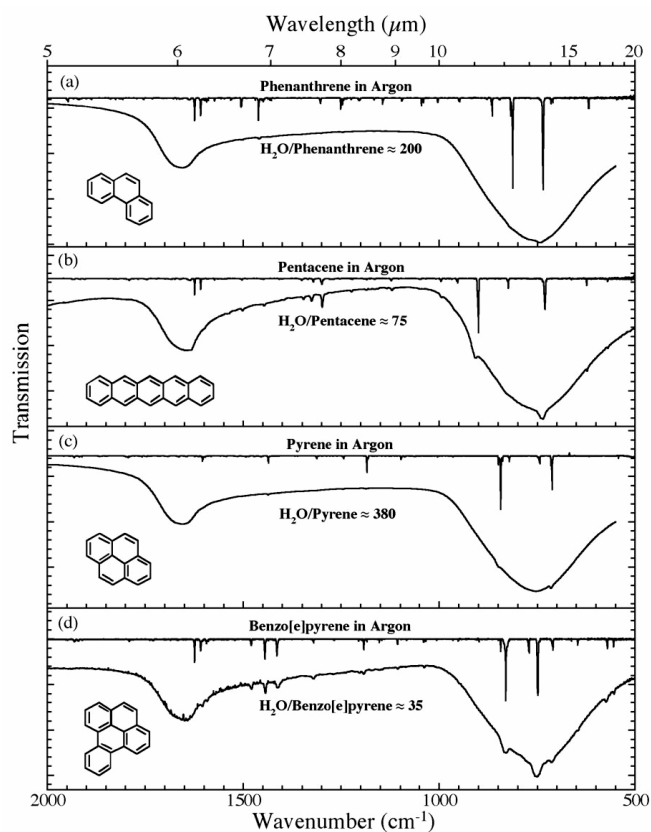 Wavelength (μm)
5 6 7 8 9 10 15 20
(a)
Phenanthrene in Argon
H₂O/Phenanthrene ≈ 200
(b)
Pentacene in Argon
H₂O/Pentacene ≈ 75
Transmission
(c)
Pyrene in Argon
H₂O/Pyrene ≈ 380
(d)
Benzo[e]pyrene in Argon
H₂O/Benzo[e]pyrene ≈ 35
2000 1500 1000 500
Wavenumber (cm⁻¹)